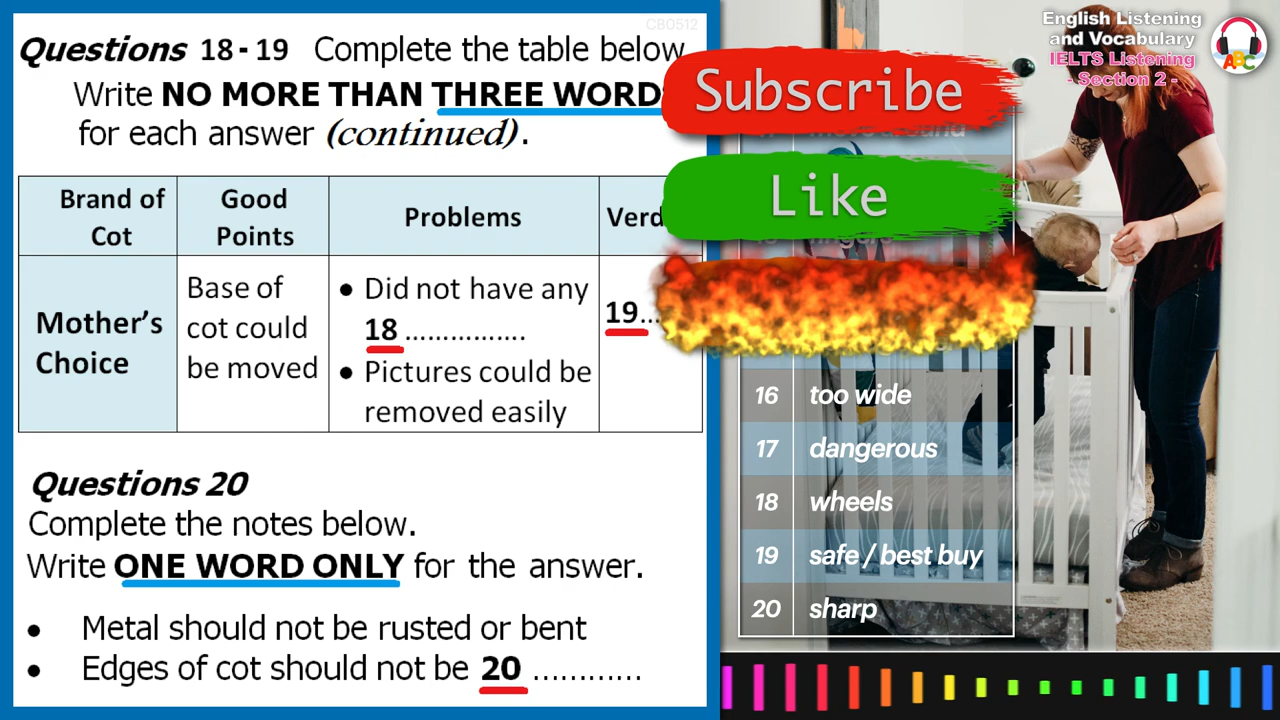 CB0512
Questions 18 - 19 Complete the table below
Write NO MORE THAN THREE WORDS
for each answer (continued).
Brand of
Cot
Good
Points
Problems
Mother's
Choice
Base of
cot could
be moved
• Did not have any
18 ...............
• Pictures could be
removed easily
19...
Questions 20
Complete the notes below.
Write ONE WORD ONLY for the answer.
• Metal should not be rusted or bent
• Edges of cot should not be 20 ............
Subscribe
Like
fingers
16 too wide
17 dangerous
18 wheels
19 safe / best buy
20 sharp
English Listening
and Vocabulary
IELTS Listening
- Section 2 -
ABC